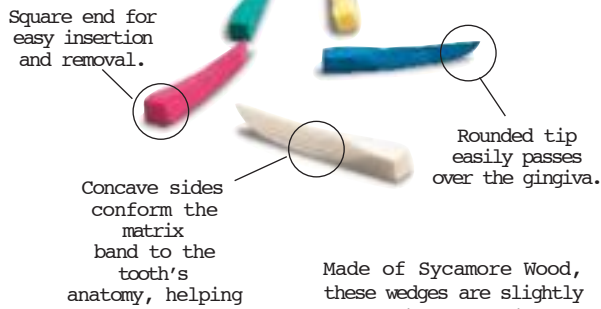 Square end for
easy insertion
and removal.
Rounded tip
easily passes
over the gingiva.
Concave sides
conform the
matrix
band to the
tooth's
anatomy, helping
Made of Sycamore Wood,
these wedges are slightly